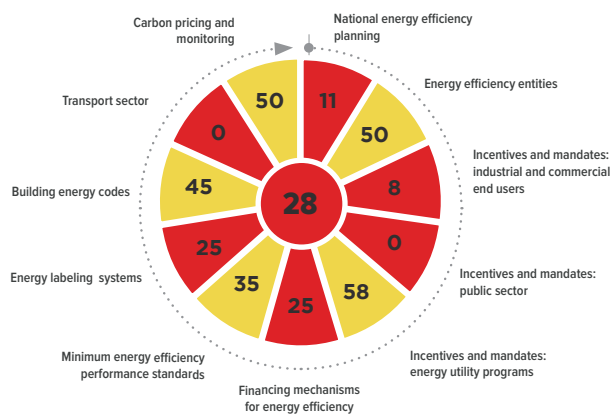 National energy efficiency
planning
11
Energy efficiency entities
50
Incentives and mandates:
industrial and commercial
end users
8
Incentives and mandates:
public sector
0
Incentives and mandates:
energy utility programs
58
Financing mechanisms
for energy efficiency
25
Minimum energy efficiency
performance standards
35
Energy labeling systems
25
Building energy codes
45
Transport sector
0
Carbon pricing and
monitoring
50
28